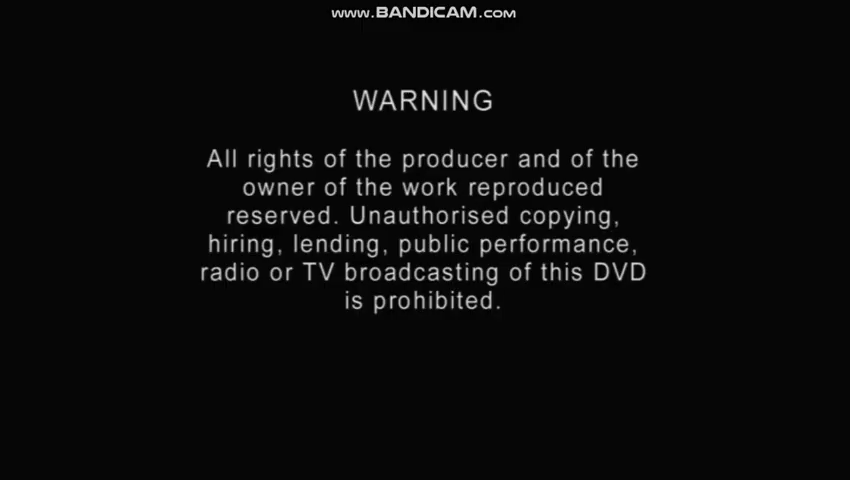 www.BANDICAM.com
WARNING
All rights of the producer and of the
owner of the work reproduced
reserved. Unauthorised copying,
hiring, lending, public performance,
radio or TV broadcasting of this DVD
is prohibited.